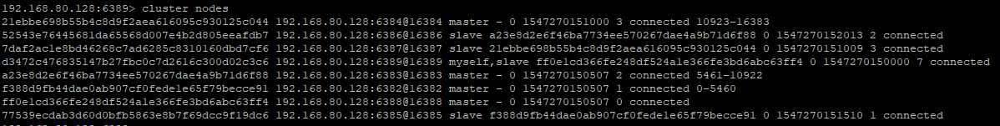 192.168.80.128:6389> cluster nodes
21ebbe698b55b4c8d9f2aea616095c930125c044 192.168.80.128:6384@16384 master - 0 1547270151000 3 connected 10923-16383
52543e76445681da65568d007e4b2d805eeafdb7 192.168.80.128:6386@16386 slave a23e8d2e6f46ba7734ee570267dae4a9b71d6f88 0 1547270152013 2 connected
7daf2ac1e8bd46268c7ad6285c8310160dbd7cf6 192.168.80.128:6387@16387 slave 21ebbe698b55b4c8d9f2aea616095c930125c044 0 1547270151009 3 connected
d3472c476835147b27fbc0c7d2616c300d02c3c6 192.168.80.128:6389@16389 myself,slave ff0e1cd366fe248df524a1e366fe3bd6abc63ff4 0 1547270150000 7 connected
a23e8d2e6f46ba7734ee570267dae4a9b71d6f88 192.168.80.128:6383@16383 master - 0 1547270150507 2 connected 5461-10922
f388d9fb44dae0ab907cf0fede1e65f79becce91 192.168.80.128:6382@16382 master - 0 1547270150507 1 connected 0-5460
ff0e1cd366fe248df524a1e366fe3bd6abc63ff4 192.168.80.128:6388@16388 master - 0 1547270150507 0 connected
77539ecdab3d60d0bfb5863e8b7f69dcc9f19dc6 192.168.80.128:6385@16385 slave f388d9fb44dae0ab907cf0fede1e65f79becce91 0 1547270151510 1 connected